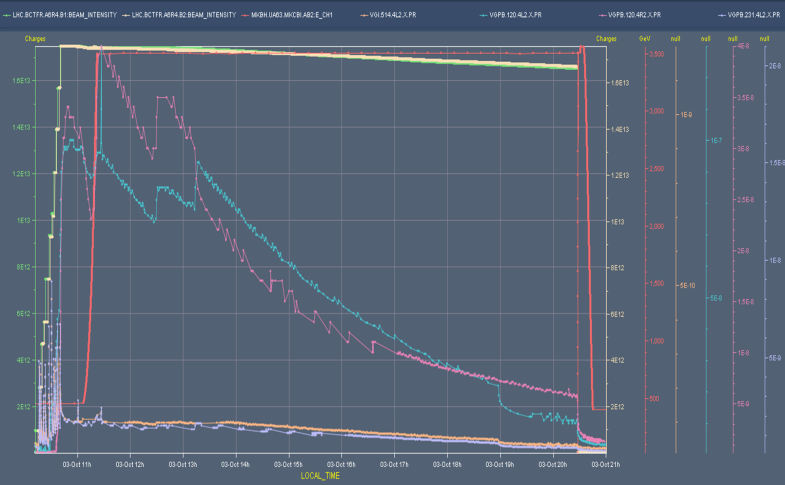 LHC.BCTFR.A6R4.B1:BEAM_INTENSITY LHC.BCTFR.A6R4.B2:BEAM_INTENSITY MKBH.UA63.MKCBI.AB2:E_CH1 VGI.514.4L2.X.PR VGPB.120.4L2.X.PR VGPB.120.4R2.X.PR VGPB.231.4L2.X.PR
Charges Charges GeV null null null null
1.6E13 1.6E13 3,500 4E-8 2E-8
1.4E13 1.4E13 3,000 1E-9 1E-7 3.5E-8
1.2E13 1.2E13 2,500 3E-8 1.5E-8
1E13 1E13 2,000 2E-8
8E12 8E12 1,500 5E-10 5E-8 1.5E-8 1E-8
6E12 6E12 1,000 1E-8
4E12 4E12 500 5E-9 5E-9
2E12 2E12
03-Oct 11h 03-Oct 12h 03-Oct 13h 03-Oct 14h 03-Oct 15h 03-Oct 16h 03-Oct 17h 03-Oct 18h 03-Oct 19h 03-Oct 20h 03-Oct 21h
LOCAL_TIME